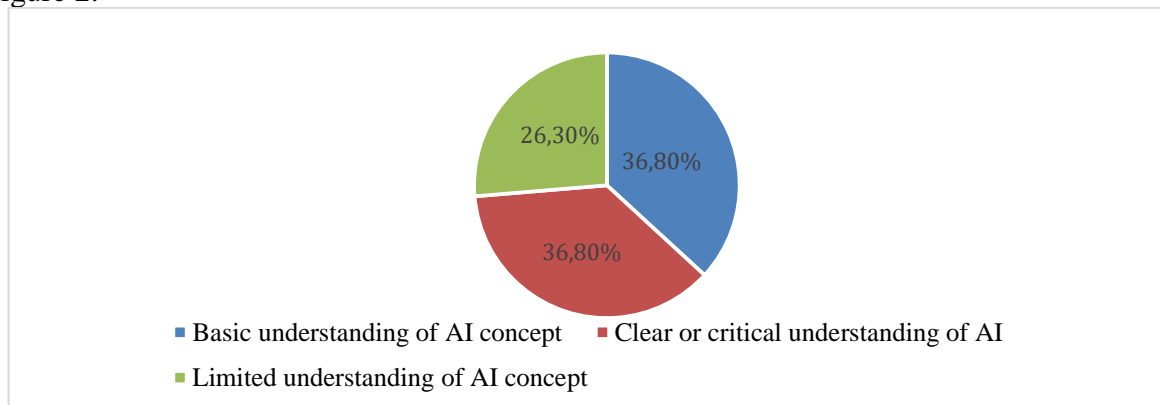 26,30%
36,80%
36,80%
Basic understanding of AI concept
Clear or critical understanding of AI
Limited understanding of AI concept